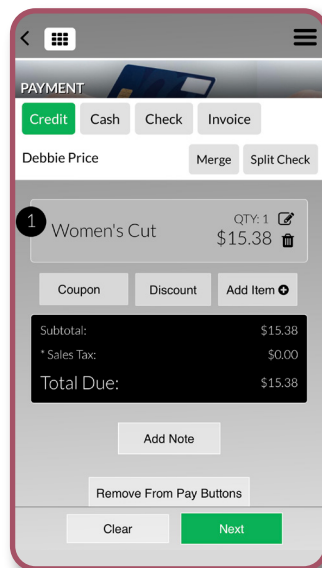 PAYMENT
Credit Cash Check Invoice
Debbie Price Merge Split Check
1 Women's Cut QTY: 1
$15.38
Coupon Discount Add Item
Subtotal: $15.38
* Sales Tax: $0.00
Total Due: $15.38
Add Note
Remove From Pay Buttons
Clear Next